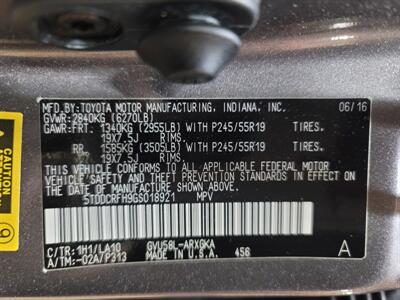 MFD.BY:TOYOTA MOTOR MANUFACTURING, INDIANA, INC. 06/16
GVWR:2840KG (6270LB)
GAWR:FRT. 1340KG (2955LB) WITH P245/55R19 TIRES.
19X7.5J RIMS
RR 1585KG (3505LB) WITH P245/55R19 TIRES.
19X7.5J RIMS.
THIS VEHICLE CONFORMS TO ALL APPLICABLE FEDERAL MOTOR
VEHICLE SAFETY AND THEFT PREVENTION STANDARDS IN EFFECT
ON THE DATE OF MANUFACTURE SHOWN ABOVE.
5TDDCRFH9GS018921 MPV
C/TR:1H1/LA10 GVU58L-ARXGKA A
A/TM:-02A/P313 MADE IN U.S.A. 456
CAUTION